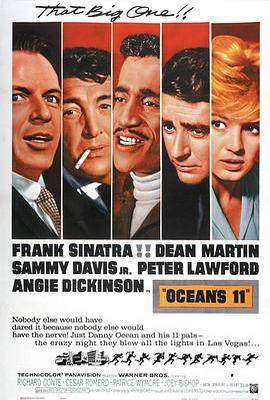 That Big One!!
FRANK SINATRA !! DEAN MARTIN
SAMMY DAVIS JR. PETER LAWFORD
ANGIE DICKINSON IN "OCEANS 11"
Nobody else would have
dared it because nobody else would
have the nerve! Just Danny Ocean and his 11 pals—
the crazy night they blew all the lights in Las Vegas!...
TECHNICOLOR® PANAVISION WARNER BROS.
RICHARD CONTE · CESAR ROMERO · PATRICE WYMORE · JOEY BISHOP